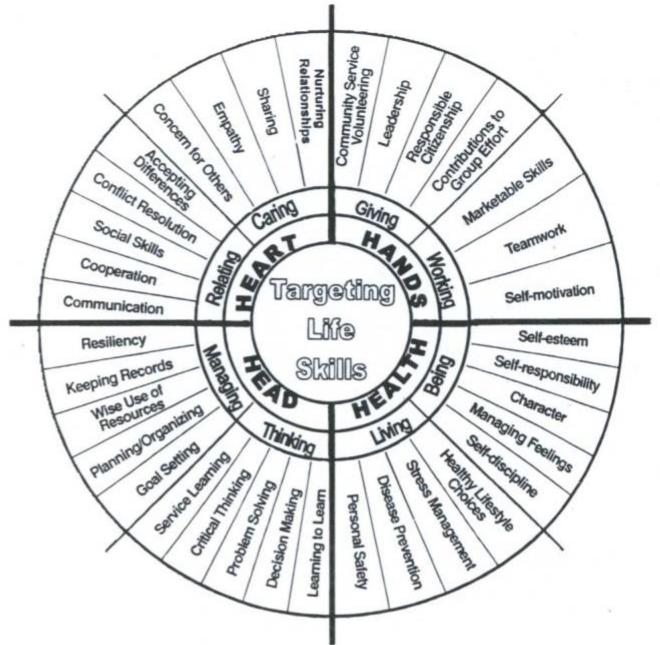 Targeting
Life
Skills
HEART
HANDS
HEALTH
HEAD
Caring
Giving
Working
Being
Living
Thinking
Managing
Relating
Nurturing
Relationships
Sharing
Empathy
Concern for Others
Accepting
Differences
Conflict Resolution
Social Skills
Cooperation
Communication
Community Service
Volunteering
Leadership
Responsible
Citizenship
Contributions to
Group Effort
Marketable Skills
Teamwork
Self-motivation
Self-esteem
Self-responsibility
Character
Managing Feelings
Self-discipline
Healthy Lifestyle
Choices
Stress Management
Disease Prevention
Personal Safety
Learning to Learn
Decision Making
Problem Solving
Critical Thinking
Service Learning
Goal Setting
Planning/Organizing
Wise Use of
Resources
Keeping Records
Resiliency